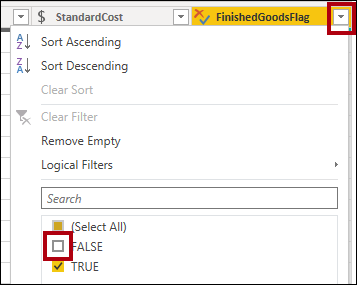 $ StandardCost FinishedGoodsFlag
A Z Sort Ascending
Z A Sort Descending
Clear Sort
Clear Filter
Remove Empty
Logical Filters
Search
(Select All)
FALSE
TRUE